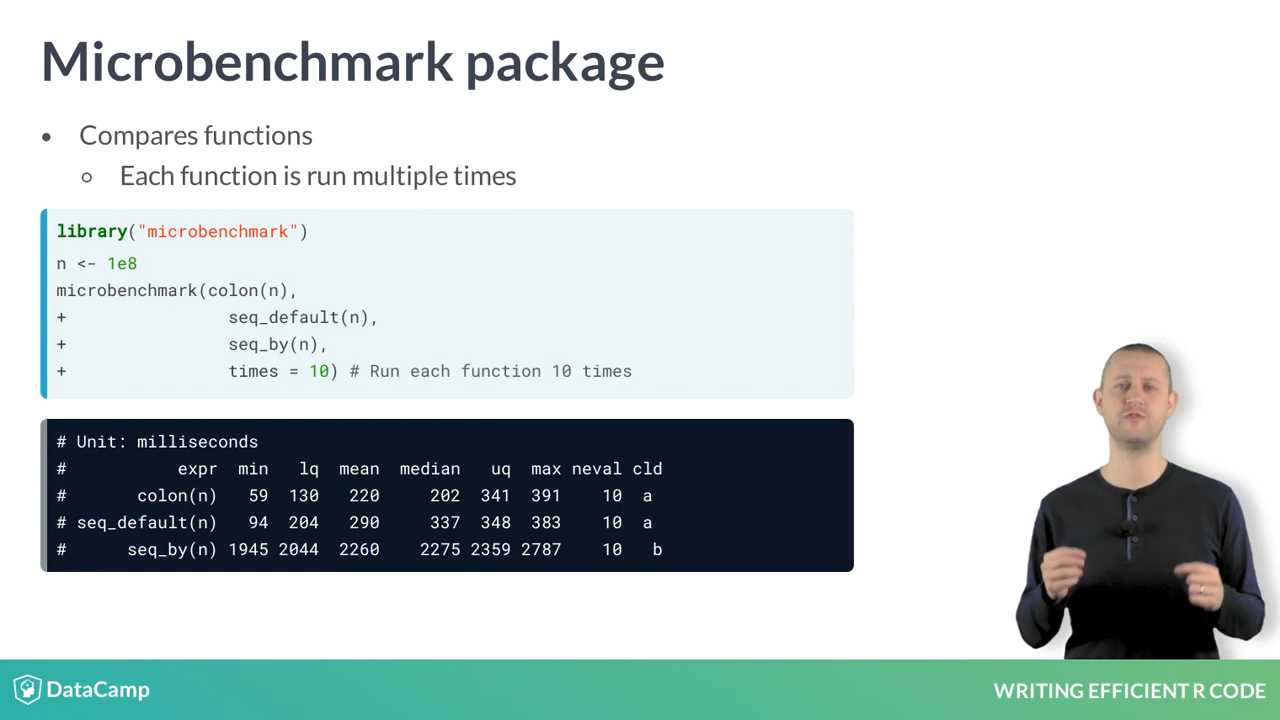 Microbenchmark package
• Compares functions
○ Each function is run multiple times
library("microbenchmark")
n <- 1e8
microbenchmark(colon(n),
+                 seq_default(n),
+                 seq_by(n),
+                 times = 10) # Run each function 10 times
# Unit: milliseconds
#           expr  min   lq  mean  median   uq  max neval cld
#       colon(n)   59  130   220     202  341  391    10  a
# seq_default(n)   94  204   290     337  348  383    10  a
#      seq_by(n) 1945 2044  2260    2275 2359 2787    10   b
DataCamp
WRITING EFFICIENT R CODE